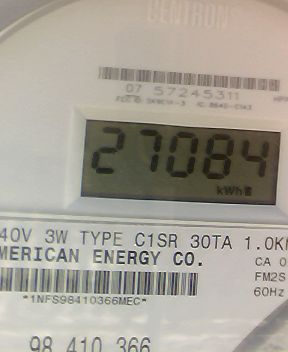 CENTRON
07 57245311
27084
kWh
40V 3W TYPE C1SR 30TA 1.0K
MERICAN ENERGY CO.
CA 0
FM2S
*1NFS98410366MEC*
60Hz
98 410 366